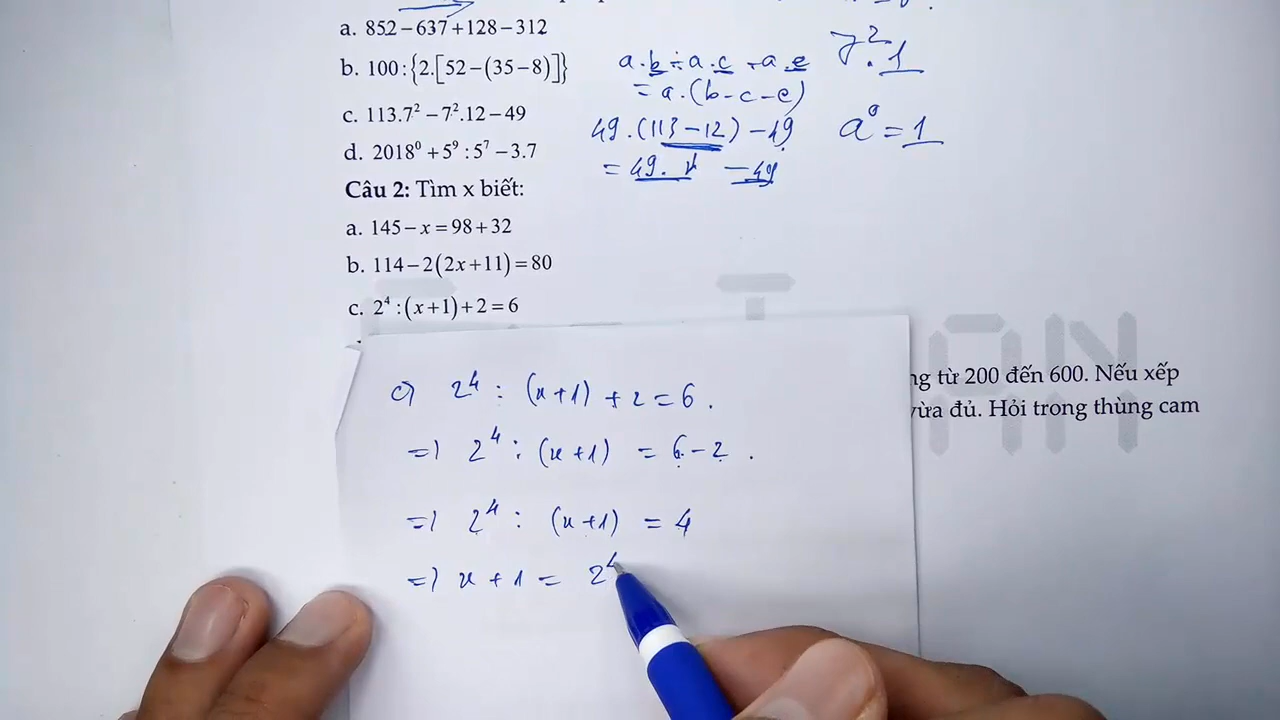 a. 852 – 637 + 128 – 312
b. 100 : {2.[52 – (35 – 8)]}
c. 113.7² – 7².12 – 49
d. 2018⁰ + 5⁹ : 5⁷ – 3.7
Câu 2: Tìm x biết:
a. 145 – x = 98 + 32
b. 114 – 2(2x + 11) = 80
c. 2⁴ : (x + 1) + 2 = 6
= a.(b – c – e)
49.(113 – 12) – 49
– 49
7².1
a⁰ = 1
ng từ 200 đến 600. Nếu xếp
vừa đủ. Hỏi trong thùng cam
c) 2⁴ : (x + 1) + 2 = 6.
=) 2⁴ : (x + 1) = 6 – 2.
=) 2⁴ : (x + 1) = 4
=) x + 1 = 2⁴